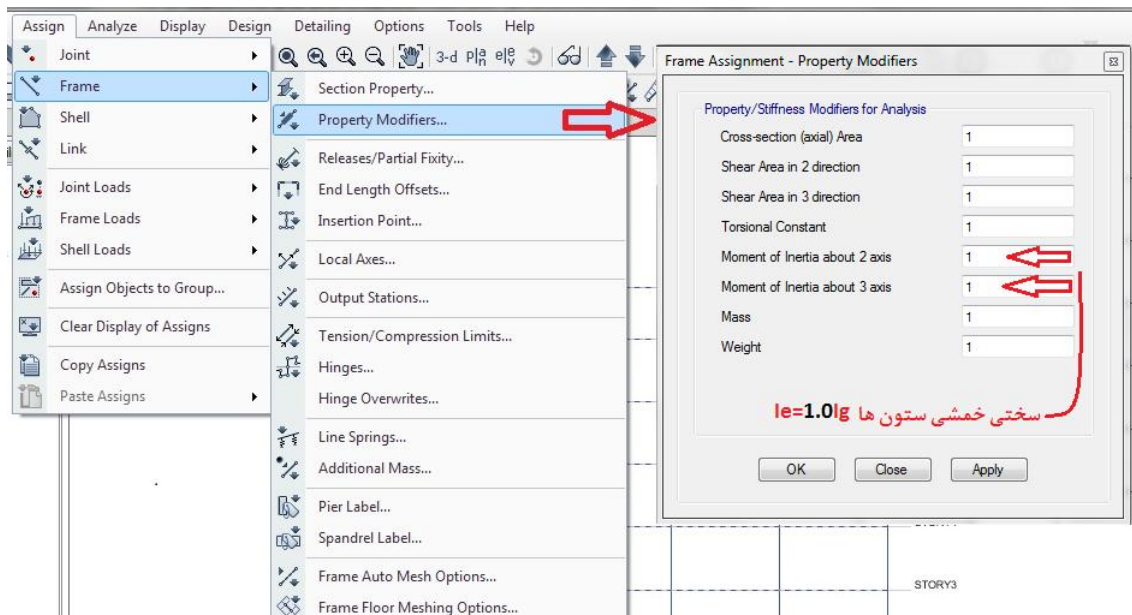 Assign Analyze Display Design Detailing Options Tools Help
Joint
Frame
Shell
Link
Joint Loads
Frame Loads
Shell Loads
Assign Objects to Group...
Clear Display of Assigns
Copy Assigns
Paste Assigns
3-d
Section Property...
Property Modifiers...
Releases/Partial Fixity...
End Length Offsets...
Insertion Point...
Local Axes...
Output Stations...
Tension/Compression Limits...
Hinges...
Hinge Overwrites...
Line Springs...
Additional Mass...
Pier Label...
Spandrel Label...
Frame Auto Mesh Options...
Frame Floor Meshing Options...
Frame Assignment - Property Modifiers
Property/Stiffness Modifiers for Analysis
Cross-section (axial) Area 1
Shear Area in 2 direction 1
Shear Area in 3 direction 1
Torsional Constant 1
Moment of Inertia about 2 axis 1
Moment of Inertia about 3 axis 1
Mass 1
Weight 1
سختی خمشی ستون ها Ie=1.0Ig
OK Close Apply
STORY3